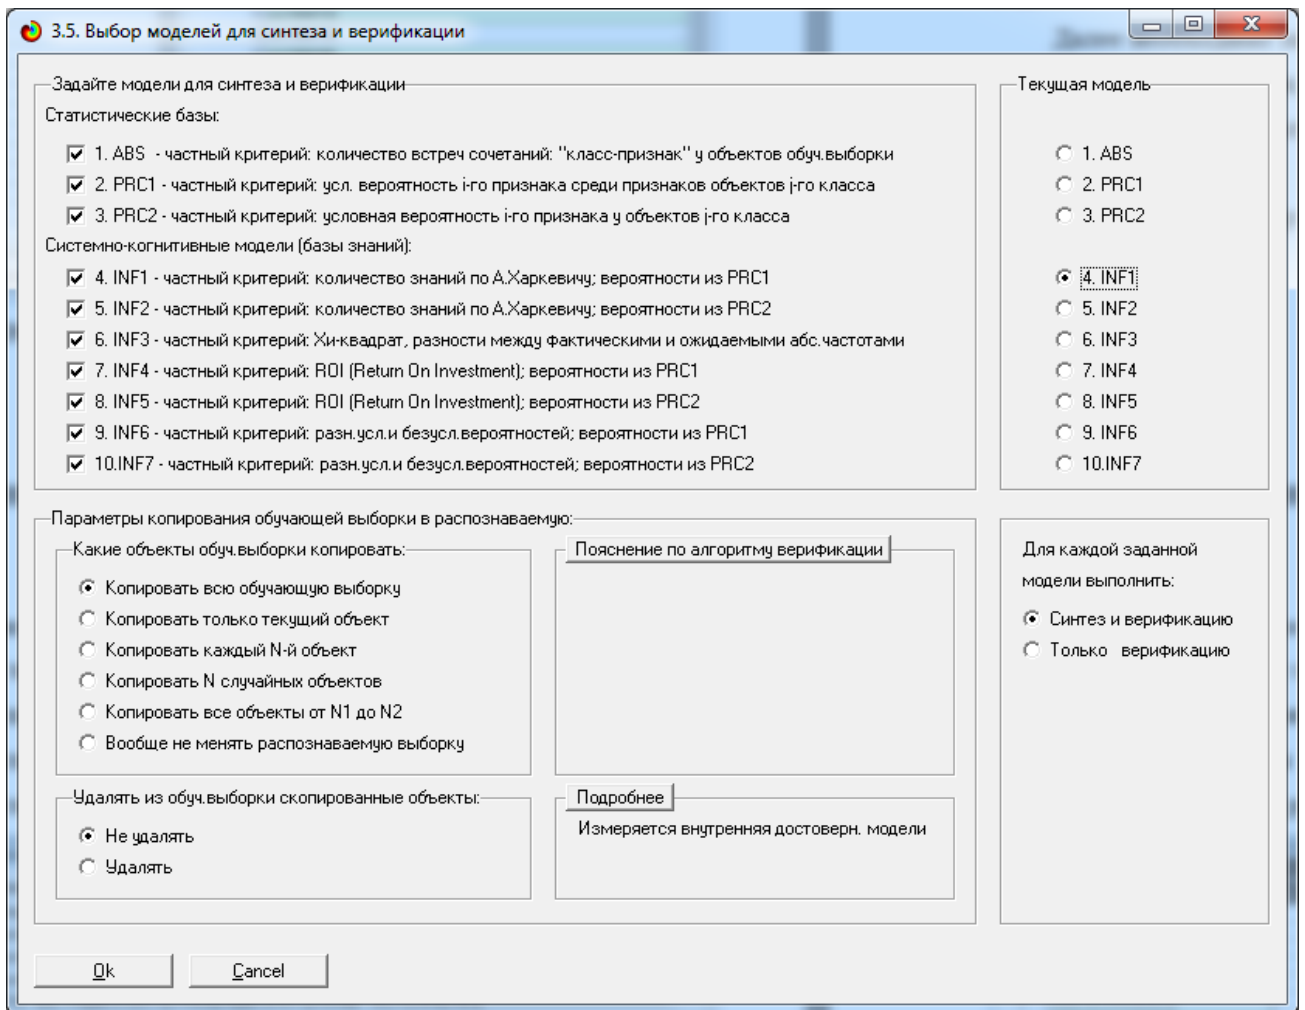 3.5. Выбор моделей для синтеза и верификации
Задайте модели для синтеза и верификации
Статистические базы:
1. ABS - частный критерий: количество встреч сочетаний: "класс-признак" у объектов обуч.выборки
2. PRC1 - частный критерий: усл. вероятность i-го признака среди признаков объектов j-го класса
3. PRC2 - частный критерий: условная вероятность i-го признака у объектов j-го класса
Системно-когнитивные модели (базы знаний):
4. INF1 - частный критерий: количество знаний по А.Харкевичу; вероятности из PRC1
5. INF2 - частный критерий: количество знаний по А.Харкевичу; вероятности из PRC2
6. INF3 - частный критерий: Хи-квадрат, разности между фактическими и ожидаемыми абс.частотами
7. INF4 - частный критерий: ROI (Return On Investment); вероятности из PRC1
8. INF5 - частный критерий: ROI (Return On Investment); вероятности из PRC2
9. INF6 - частный критерий: разн.усл.и безусл.вероятностей; вероятности из PRC1
10.INF7 - частный критерий: разн.усл.и безусл.вероятностей; вероятности из PRC2
Текущая модель
1. ABS
2. PRC1
3. PRC2
4. INF1
5. INF2
6. INF3
7. INF4
8. INF5
9. INF6
10.INF7
Параметры копирования обучающей выборки в распознаваемую:
Какие объекты обуч.выборки копировать:
Копировать всю обучающую выборку
Копировать только текущий объект
Копировать каждый N-й объект
Копировать N случайных объектов
Копировать все объекты от N1 до N2
Вообще не менять распознаваемую выборку
Пояснение по алгоритму верификации
Удалять из обуч.выборки скопированные объекты:
Не удалять
Удалять
Подробнее
Измеряется внутренняя достоверн. модели
Для каждой заданной
модели выполнить:
Синтез и верификацию
Только верификацию
Ok
Cancel